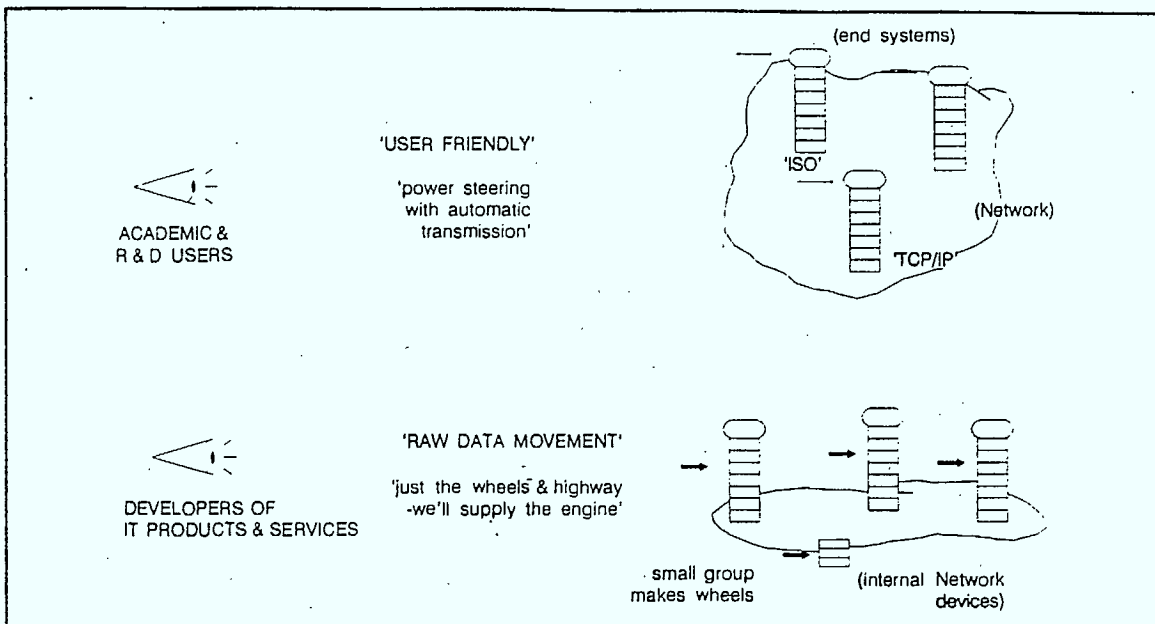 (end systems)
'USER FRIENDLY'
'power steering
with automatic
transmission'
ACADEMIC &
R & D USERS
'ISO'
(Network)
'TCP/IP'
'RAW DATA MOVEMENT'
'just the wheels & highway
-we'll supply the engine'
DEVELOPERS OF
IT PRODUCTS & SERVICES
small group
makes wheels
(internal Network
devices)